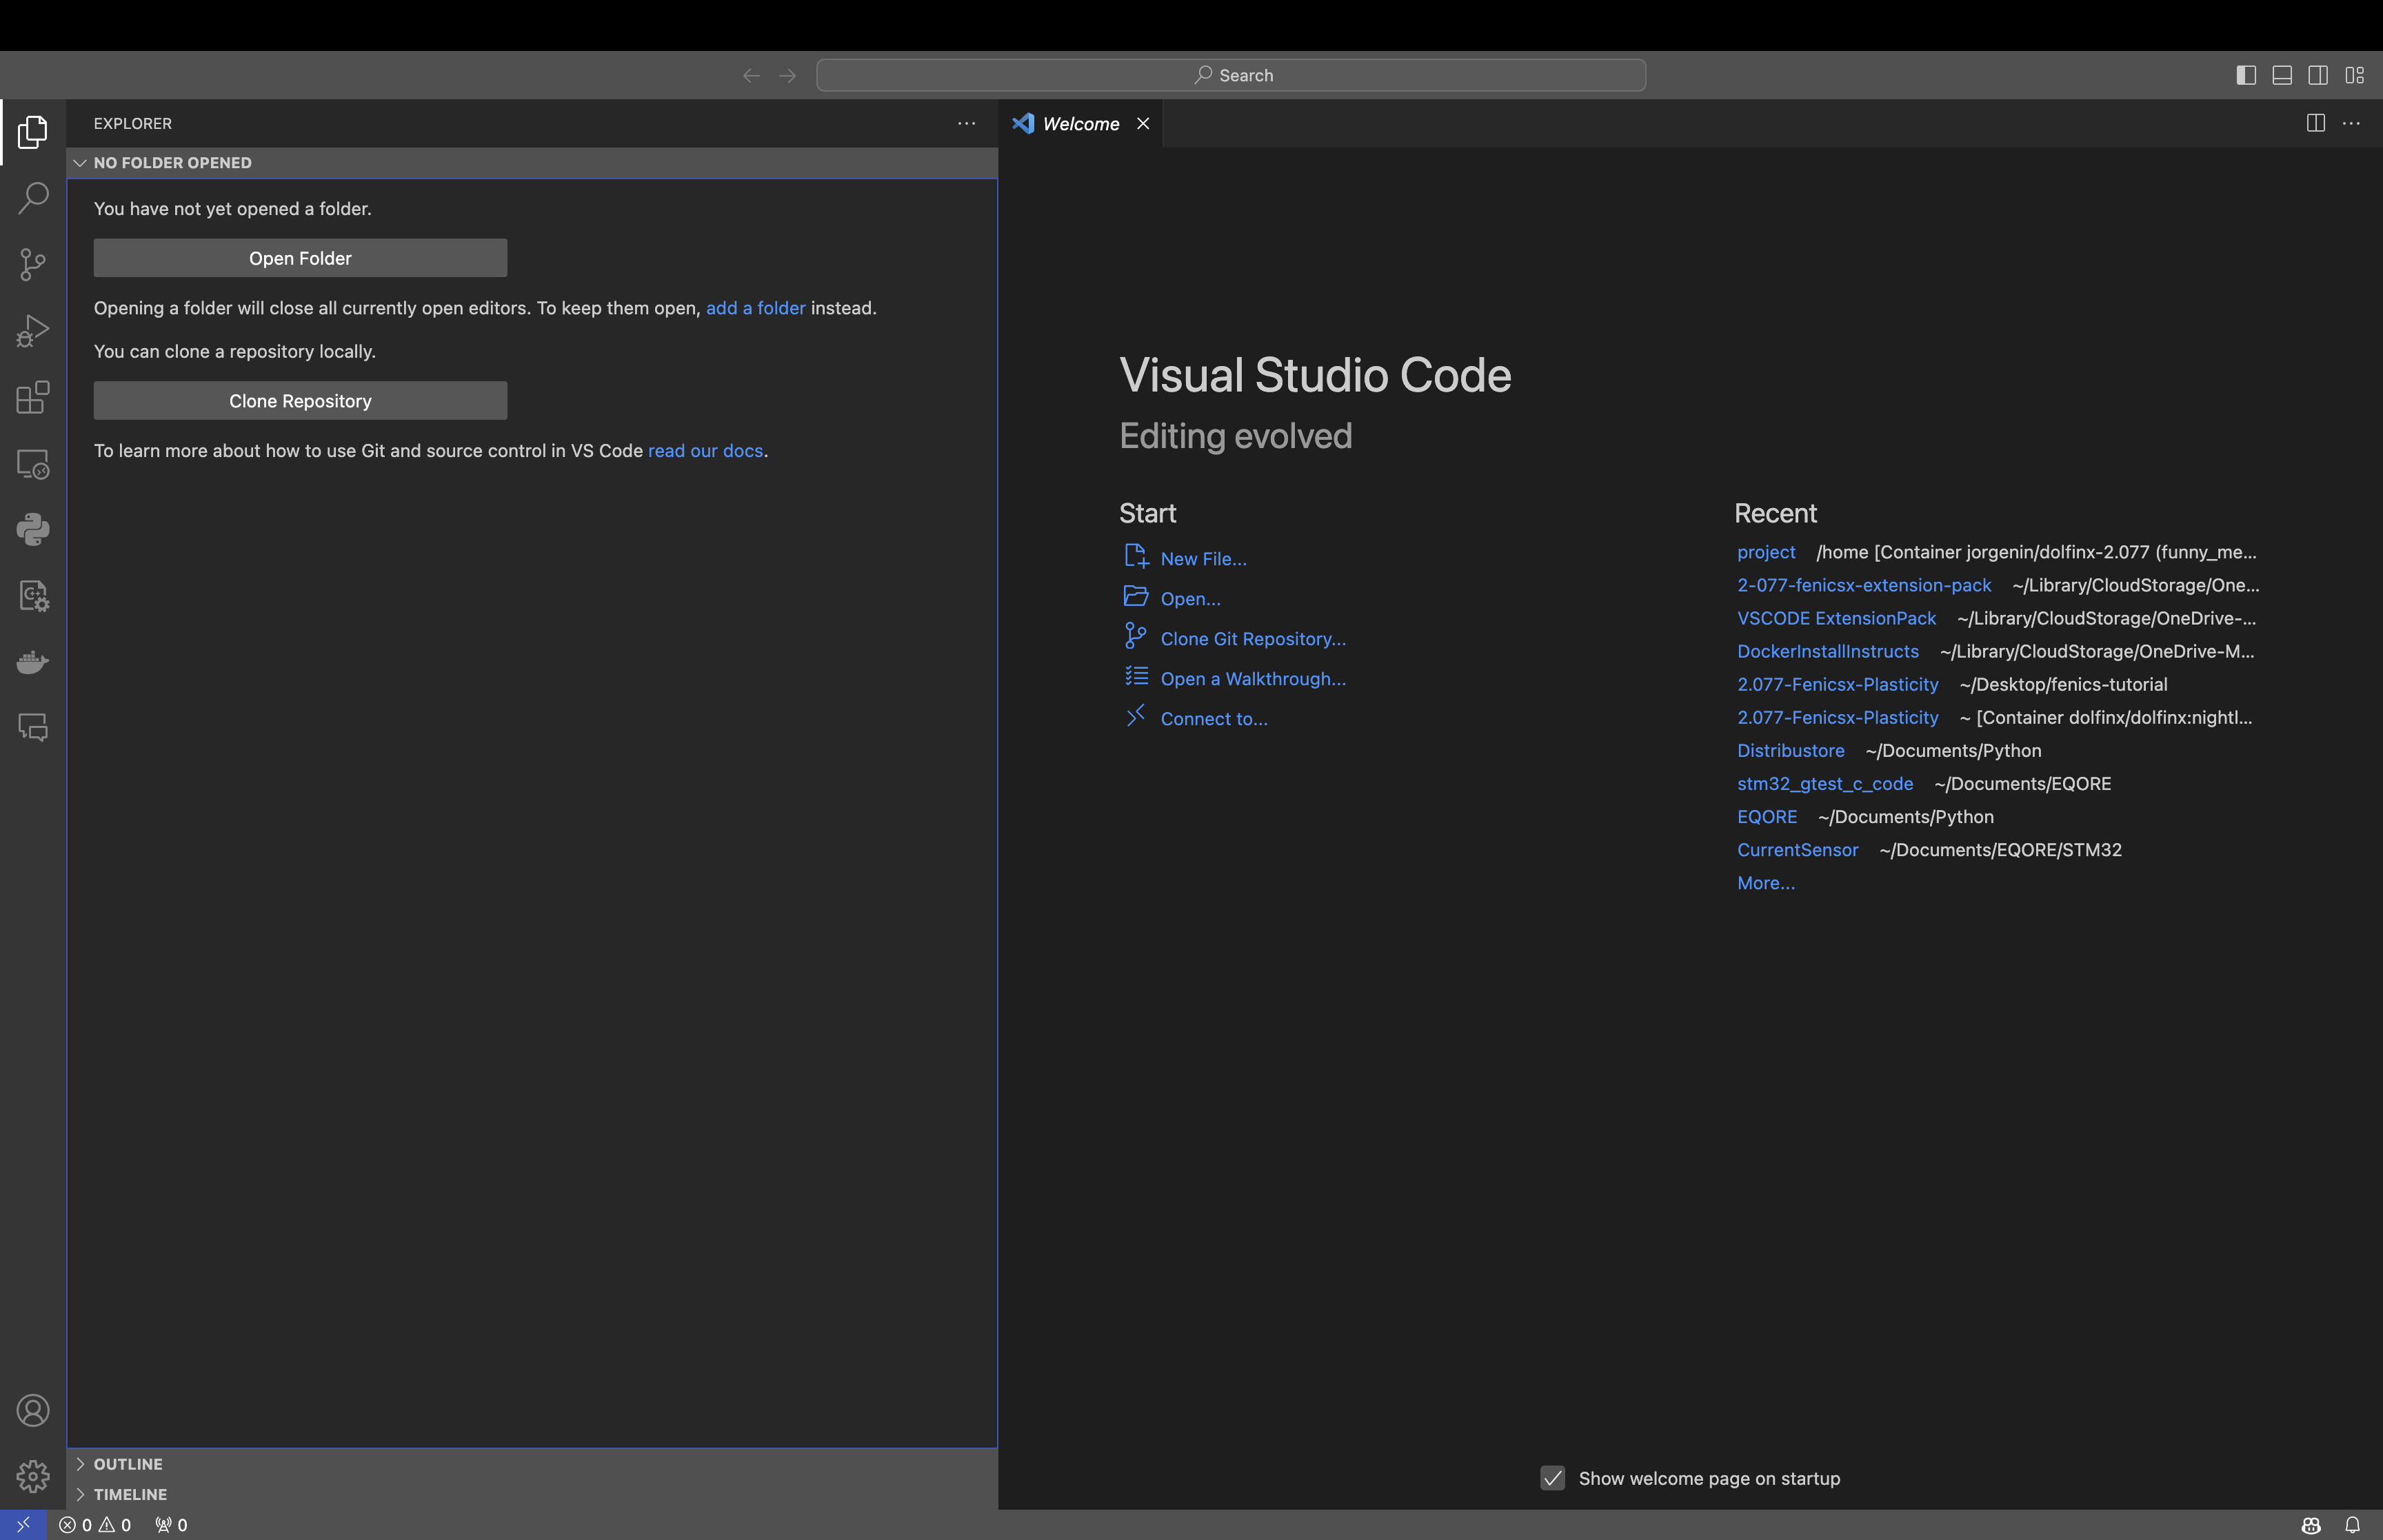 Search
EXPLORER
NO FOLDER OPENED
You have not yet opened a folder.
Open Folder
Opening a folder will close all currently open editors. To keep them open, add a folder instead.
You can clone a repository locally.
Clone Repository
To learn more about how to use Git and source control in VS Code read our docs.
OUTLINE
TIMELINE
Welcome
Visual Studio Code
Editing evolved
Start
New File...
Open...
Clone Git Repository...
Open a Walkthrough...
Connect to...
Recent
project /home [Container jorgenin/dolfinx-2.077 (funny_me...
2-077-fenicsx-extension-pack ~/Library/CloudStorage/One...
VSCODE ExtensionPack ~/Library/CloudStorage/OneDrive-...
DockerInstallInstructs ~/Library/CloudStorage/OneDrive-M...
2.077-Fenicsx-Plasticity ~/Desktop/fenics-tutorial
2.077-Fenicsx-Plasticity ~ [Container dolfinx/dolfinx:nightl...
Distribustore ~/Documents/Python
stm32_gtest_c_code ~/Documents/EQORE
EQORE ~/Documents/Python
CurrentSensor ~/Documents/EQORE/STM32
More...
Show welcome page on startup
0 0 0